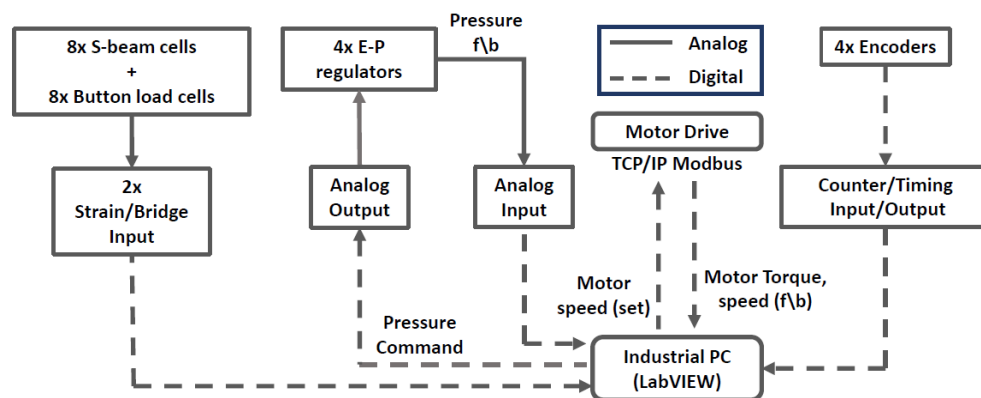 8x S-beam cells
+
8x Button load cells
4x E-P
regulators
Pressure
f\b
Analog
Digital
4x Encoders
Motor Drive
TCP/IP Modbus
2x
Strain/Bridge
Input
Analog
Output
Analog
Input
Counter/Timing
Input/Output
Motor
speed (set)
Motor Torque,
speed (f\b)
Pressure
Command
Industrial PC
(LabVIEW)